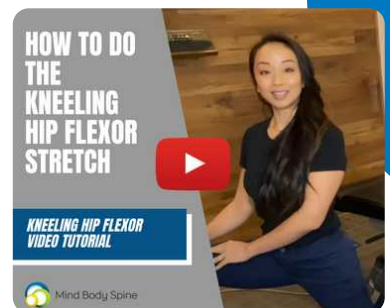 HOW TO DO
THE
KNEELING
HIP FLEXOR
STRETCH
KNEELING HIP FLEXOR
VIDEO TUTORIAL
Mind Body Spine